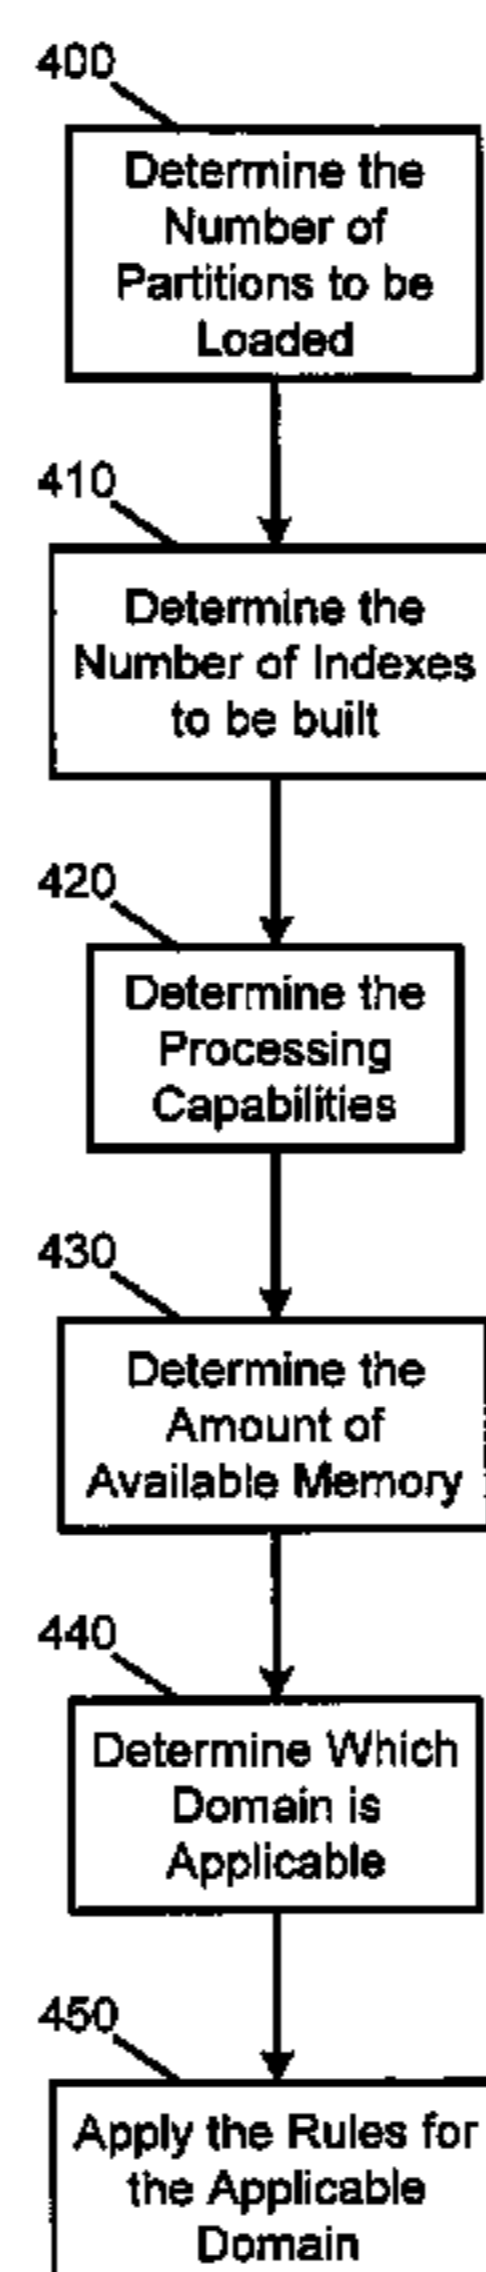 400
Determine the
Number of
Partitions to be
Loaded
410
Determine the
Number of Indexes
to be built
420
Determine the
Processing
Capabilities
430
Determine the
Amount of
Available Memory
440
Determine Which
Domain is
Applicable
450
Apply the Rules for
the Applicable
Domain